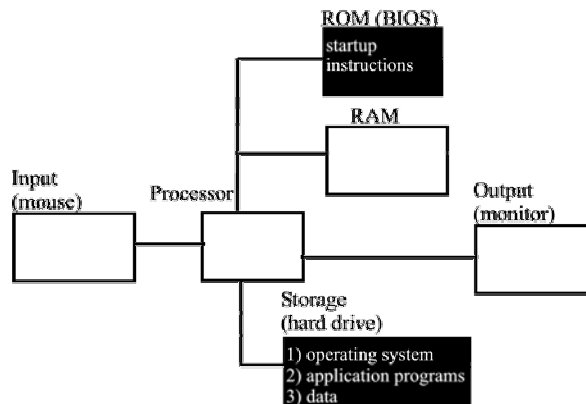 ROM (BIOS)
startup
instructions
RAM
Input
(mouse)
Processor
Output
(monitor)
Storage
(hard drive)
1) operating system
2) application programs
3) data